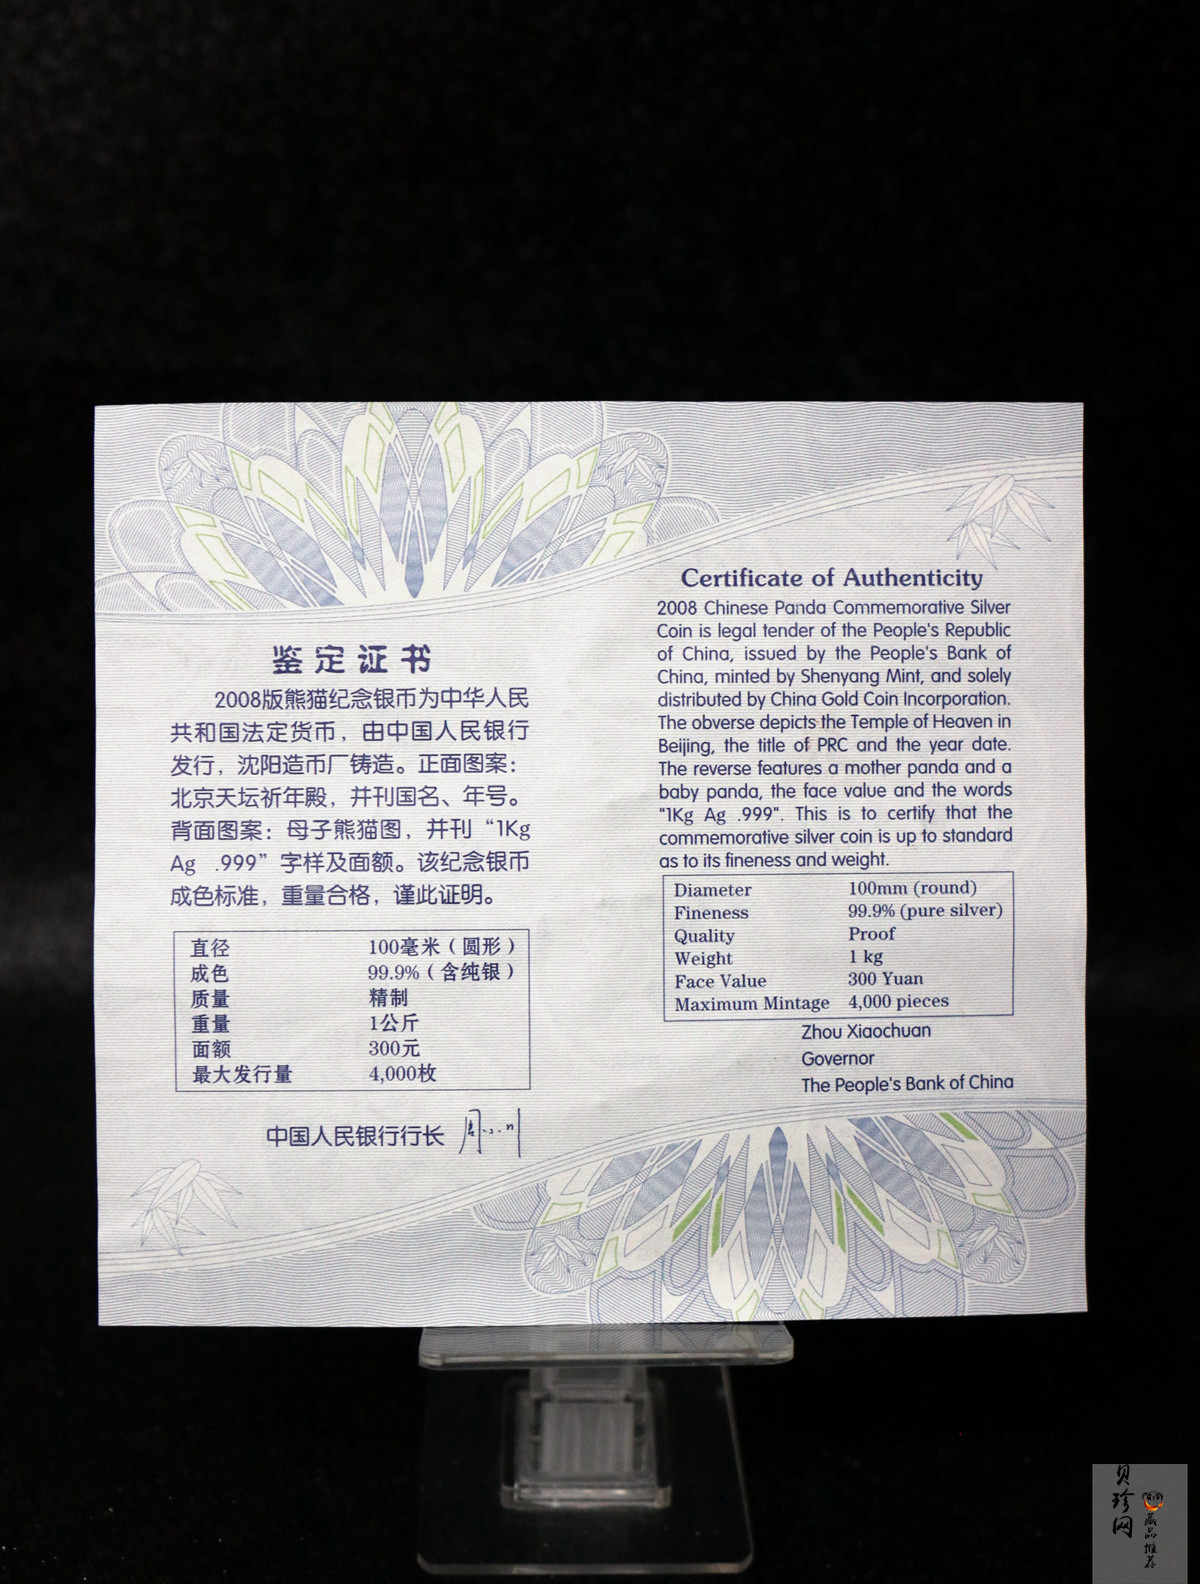 鉴定证书
2008版熊猫纪念银币为中华人民
共和国法定货币，由中国人民银行
发行，沈阳造币厂铸造。正面图案：
北京天坛祈年殿，并刊国名、年号。
背面图案：母子熊猫图，并刊“1Kg
Ag .999”字样及面额。该纪念银币
成色标准，重量合格，谨此证明。
直径 100毫米（圆形）
成色 99.9%（含纯银）
质量 精制
重量 1公斤
面额 300元
最大发行量 4,000枚
中国人民银行行长
Certificate of Authenticity
2008 Chinese Panda Commemorative Silver
Coin is legal tender of the People's Republic
of China, issued by the People's Bank of
China, minted by Shenyang Mint, and solely
distributed by China Gold Coin Incorporation.
The obverse depicts the Temple of Heaven in
Beijing, the title of PRC and the year date.
The reverse features a mother panda and a
baby panda, the face value and the words
"1Kg Ag .999". This is to certify that the
commemorative silver coin is up to standard
as to its fineness and weight.
Diameter 100mm (round)
Fineness 99.9% (pure silver)
Quality Proof
Weight 1 kg
Face Value 300 Yuan
Maximum Mintage 4,000 pieces
Zhou Xiaochuan
Governor
The People's Bank of China
贝珍网
藏品推荐